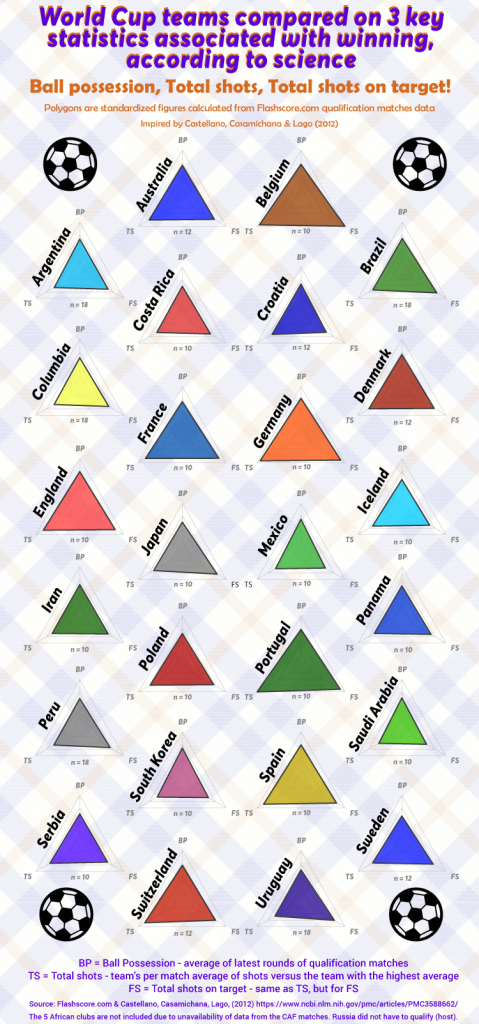 World Cup teams compared on 3 key
statistics associated with winning,
according to science
Ball possession, Total shots, Total shots on target!
Polygons are standardized figures calculated from Flashscore.com qualification matches data
Inspired by Castellano, Casamichana & Lago (2012)
BP
Australia
TS
n = 12
FS
BP
Belgium
TS
n = 10
FS
BP
Argentina
TS
n = 18
FS
BP
Brazil
TS
n = 18
FS
BP
Costa Rica
TS
n = 10
FS
BP
Croatia
TS
n = 12
FS
BP
Columbia
TS
n = 18
FS
BP
Denmark
TS
n = 12
FS
BP
France
TS
n = 10
FS
BP
Germany
TS
n = 10
FS
BP
England
TS
n = 10
FS
BP
Iceland
TS
n = 10
FS
BP
Japan
TS
n = 10
FS
BP
Mexico
TS
n = 10
FS
BP
Iran
TS
n = 10
FS
BP
Panama
TS
n = 10
FS
BP
Poland
TS
n = 10
FS
BP
Portugal
TS
n = 10
FS
BP
Peru
TS
n = 18
FS
BP
Saudi Arabia
TS
n = 10
FS
BP
South Korea
TS
n = 10
FS
BP
Spain
TS
n = 10
FS
BP
Serbia
TS
n = 10
FS
BP
Sweden
TS
n = 12
FS
BP
Switzerland
TS
n = 12
FS
BP
Uruguay
TS
n = 18
FS
BP = Ball Possession - average of latest rounds of qualification matches
TS = Total shots - team's per match average of shots versus the team with the highest average
FS = Total shots on target - same as TS, but for FS
Source: Flashscore.com & Castellano, Casamichana, Lago, (2012) https://www.ncbi.nlm.nih.gov/pmc/articles/PMC3588662/
The 5 African clubs are not included due to unavailability of data from the CAF matches. Russia did not have to qualify (host).